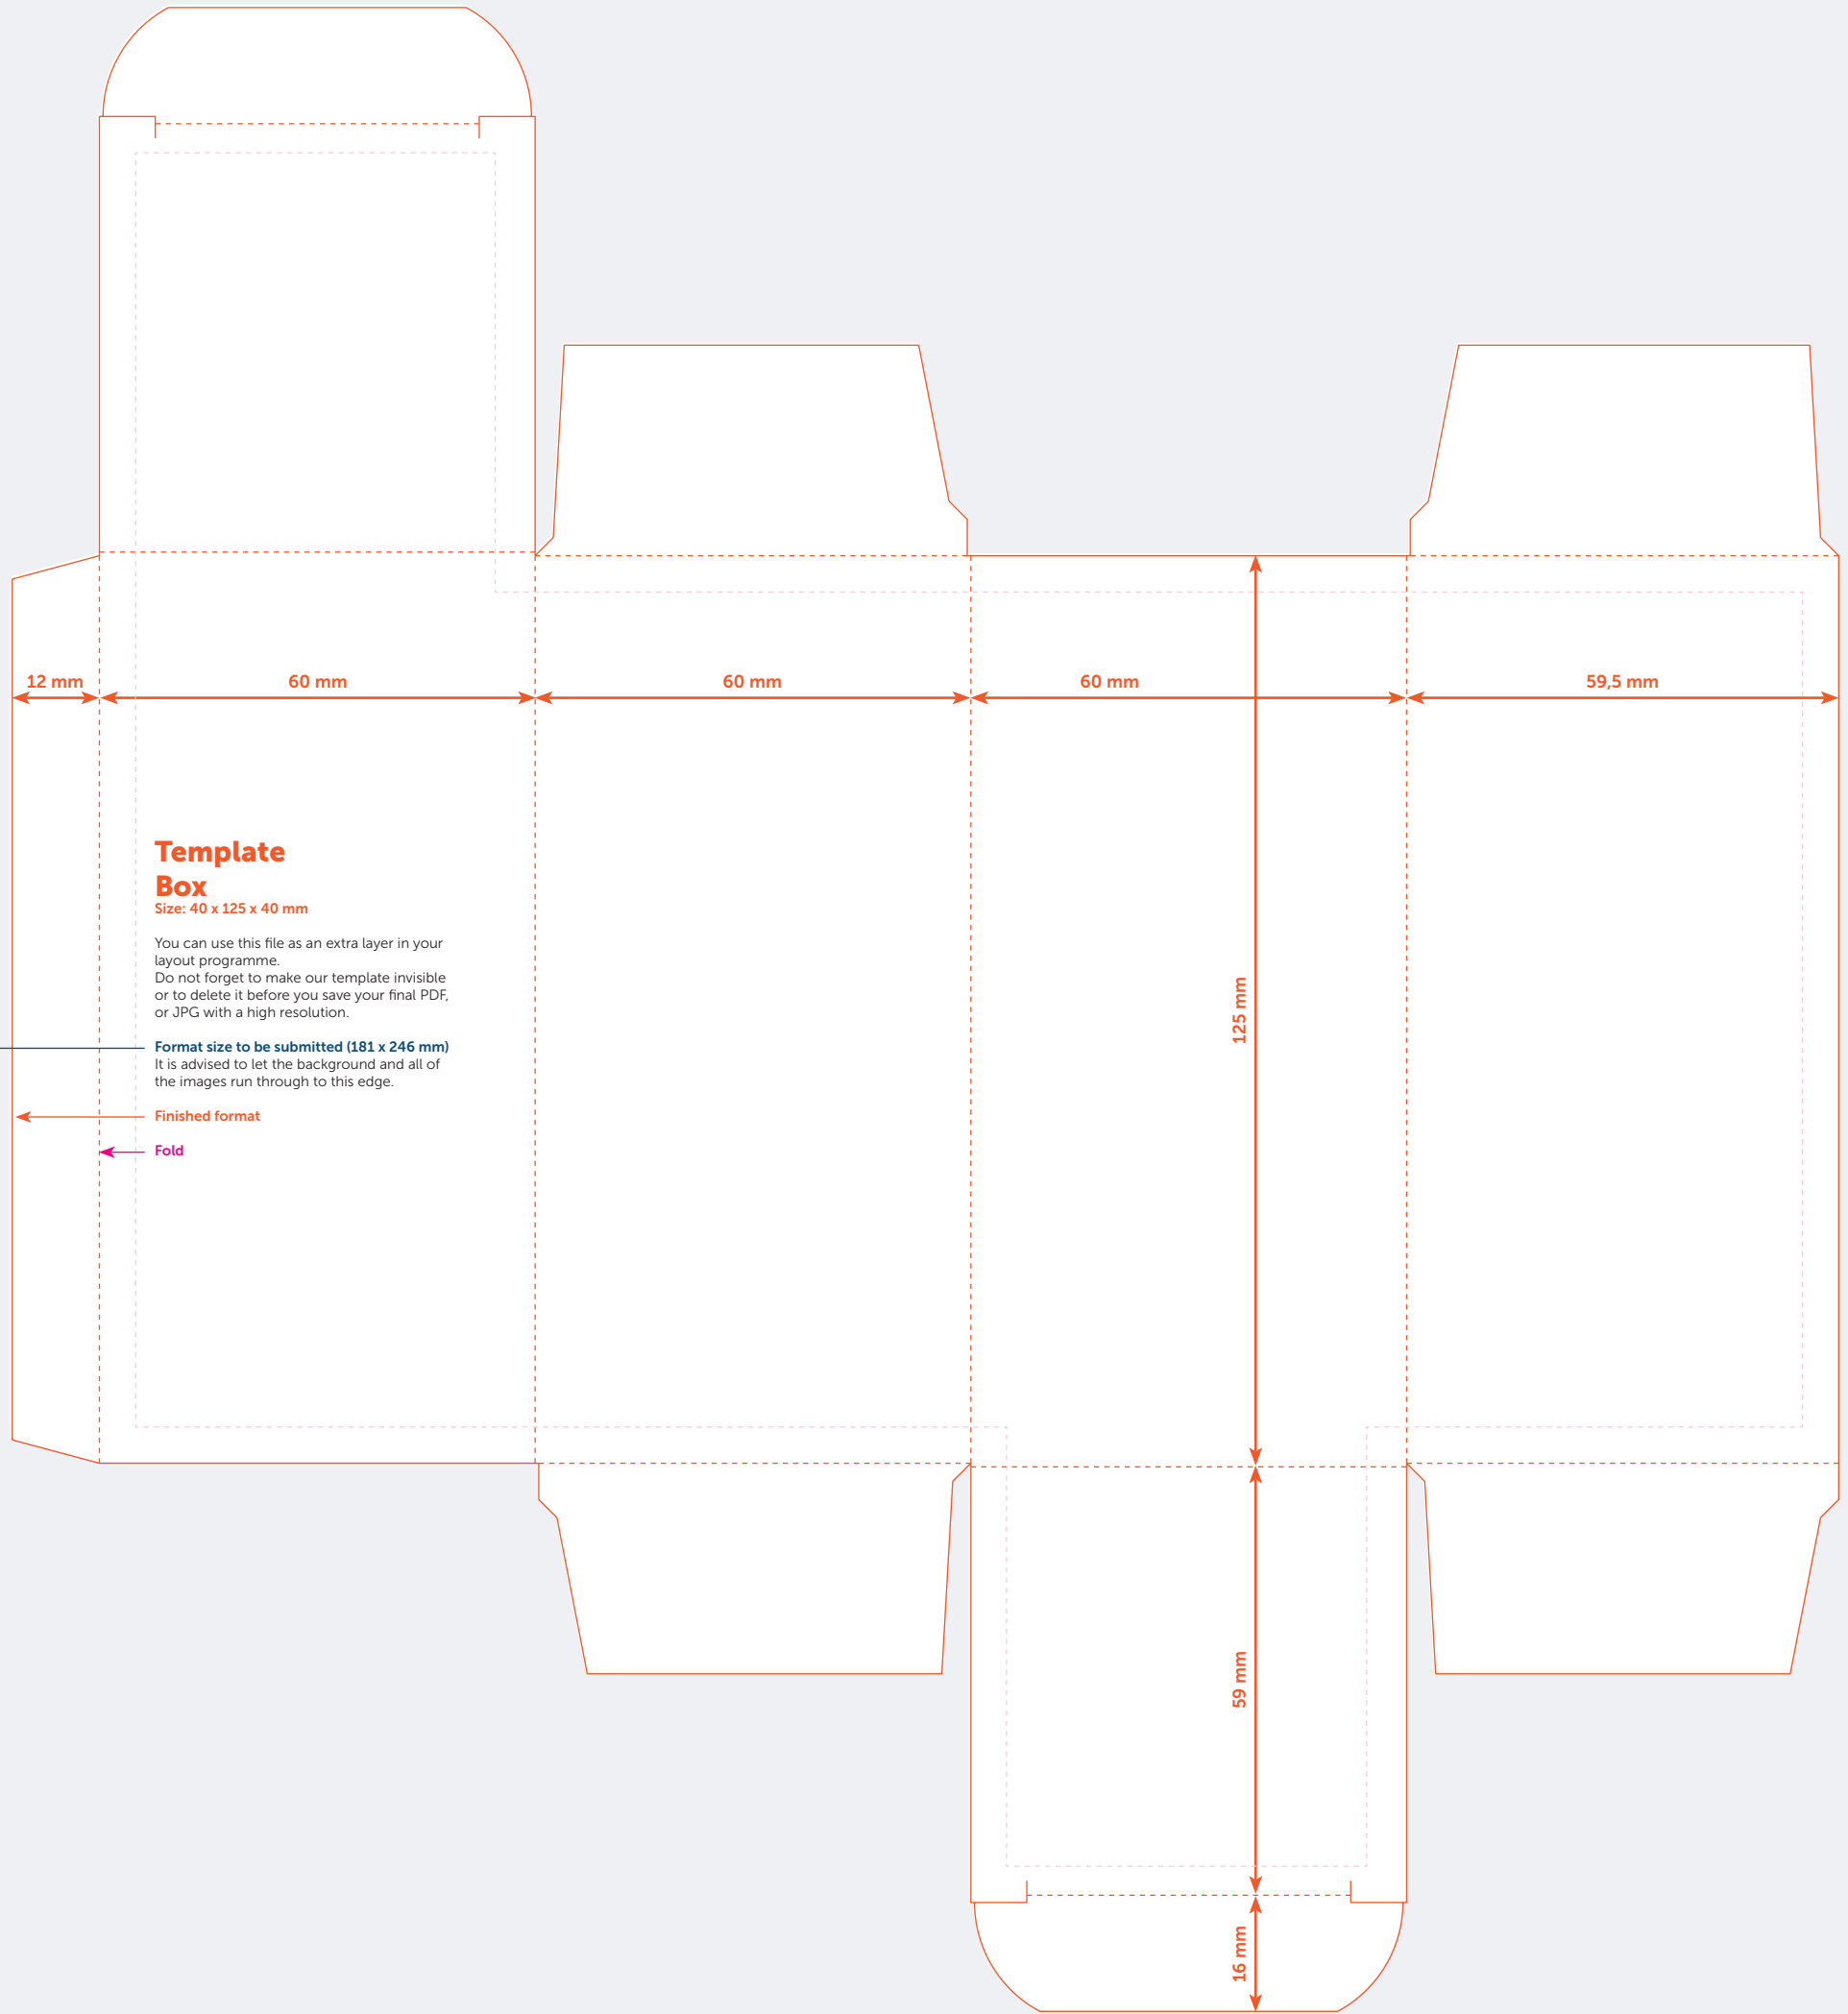 12 mm
60 mm
60 mm
60 mm
59,5 mm
Template
Box
Size: 40 x 125 x 40 mm
You can use this file as an extra layer in your
layout programme.
Do not forget to make our template invisible
or to delete it before you save your final PDF,
or JPG with a high resolution.
Format size to be submitted (181 x 246 mm)
It is advised to let the background and all of
the images run through to this edge.
Finished format
Fold
125 mm
59 mm
16 mm